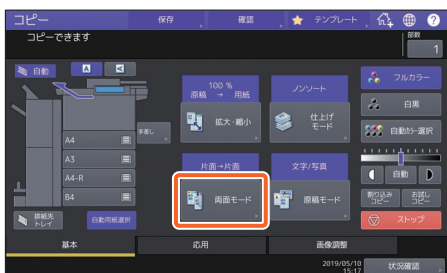 コピー
保存
確認
テンプレート
コピーできます
部数
1
自動
A
A
100 %
原稿 → 用紙
ノンソート
フルカラー
拡大・縮小
仕上げ
モード
白黒
手差し
自動カラー選択
A4
A3
A4-R
B4
片面→片面
文字/写真
自動
両面モード
原稿モード
割り込み
コピー
お試し
コピー
排紙先
トレイ
自動用紙選択
ストップ
基本
応用
画像調整
2019/05/10
15:17
状況確認